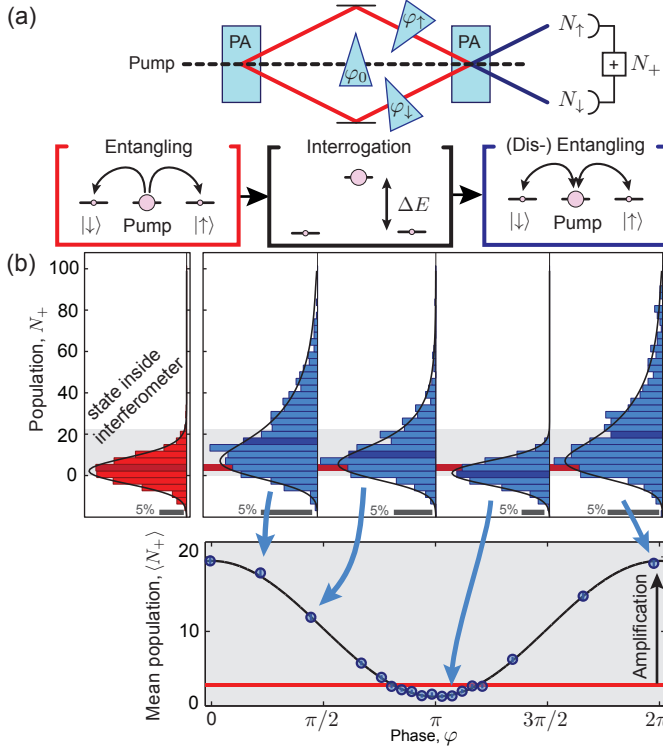 (a)
PA
PA
Pump
φ↑
φ0
φ↓
N↑
N↓
+
N+
Entangling
Interrogation
(Dis-) Entangling
|↓⟩
Pump
|↑⟩
ΔE
|↓⟩
Pump
|↑⟩
(b)
Population, N+
100
80
60
40
20
0
state inside
interferometer
5%
5%
5%
5%
5%
Mean population, ⟨N+⟩
20
10
0
Amplification
0
π/2
π
3π/2
2π
Phase, φ